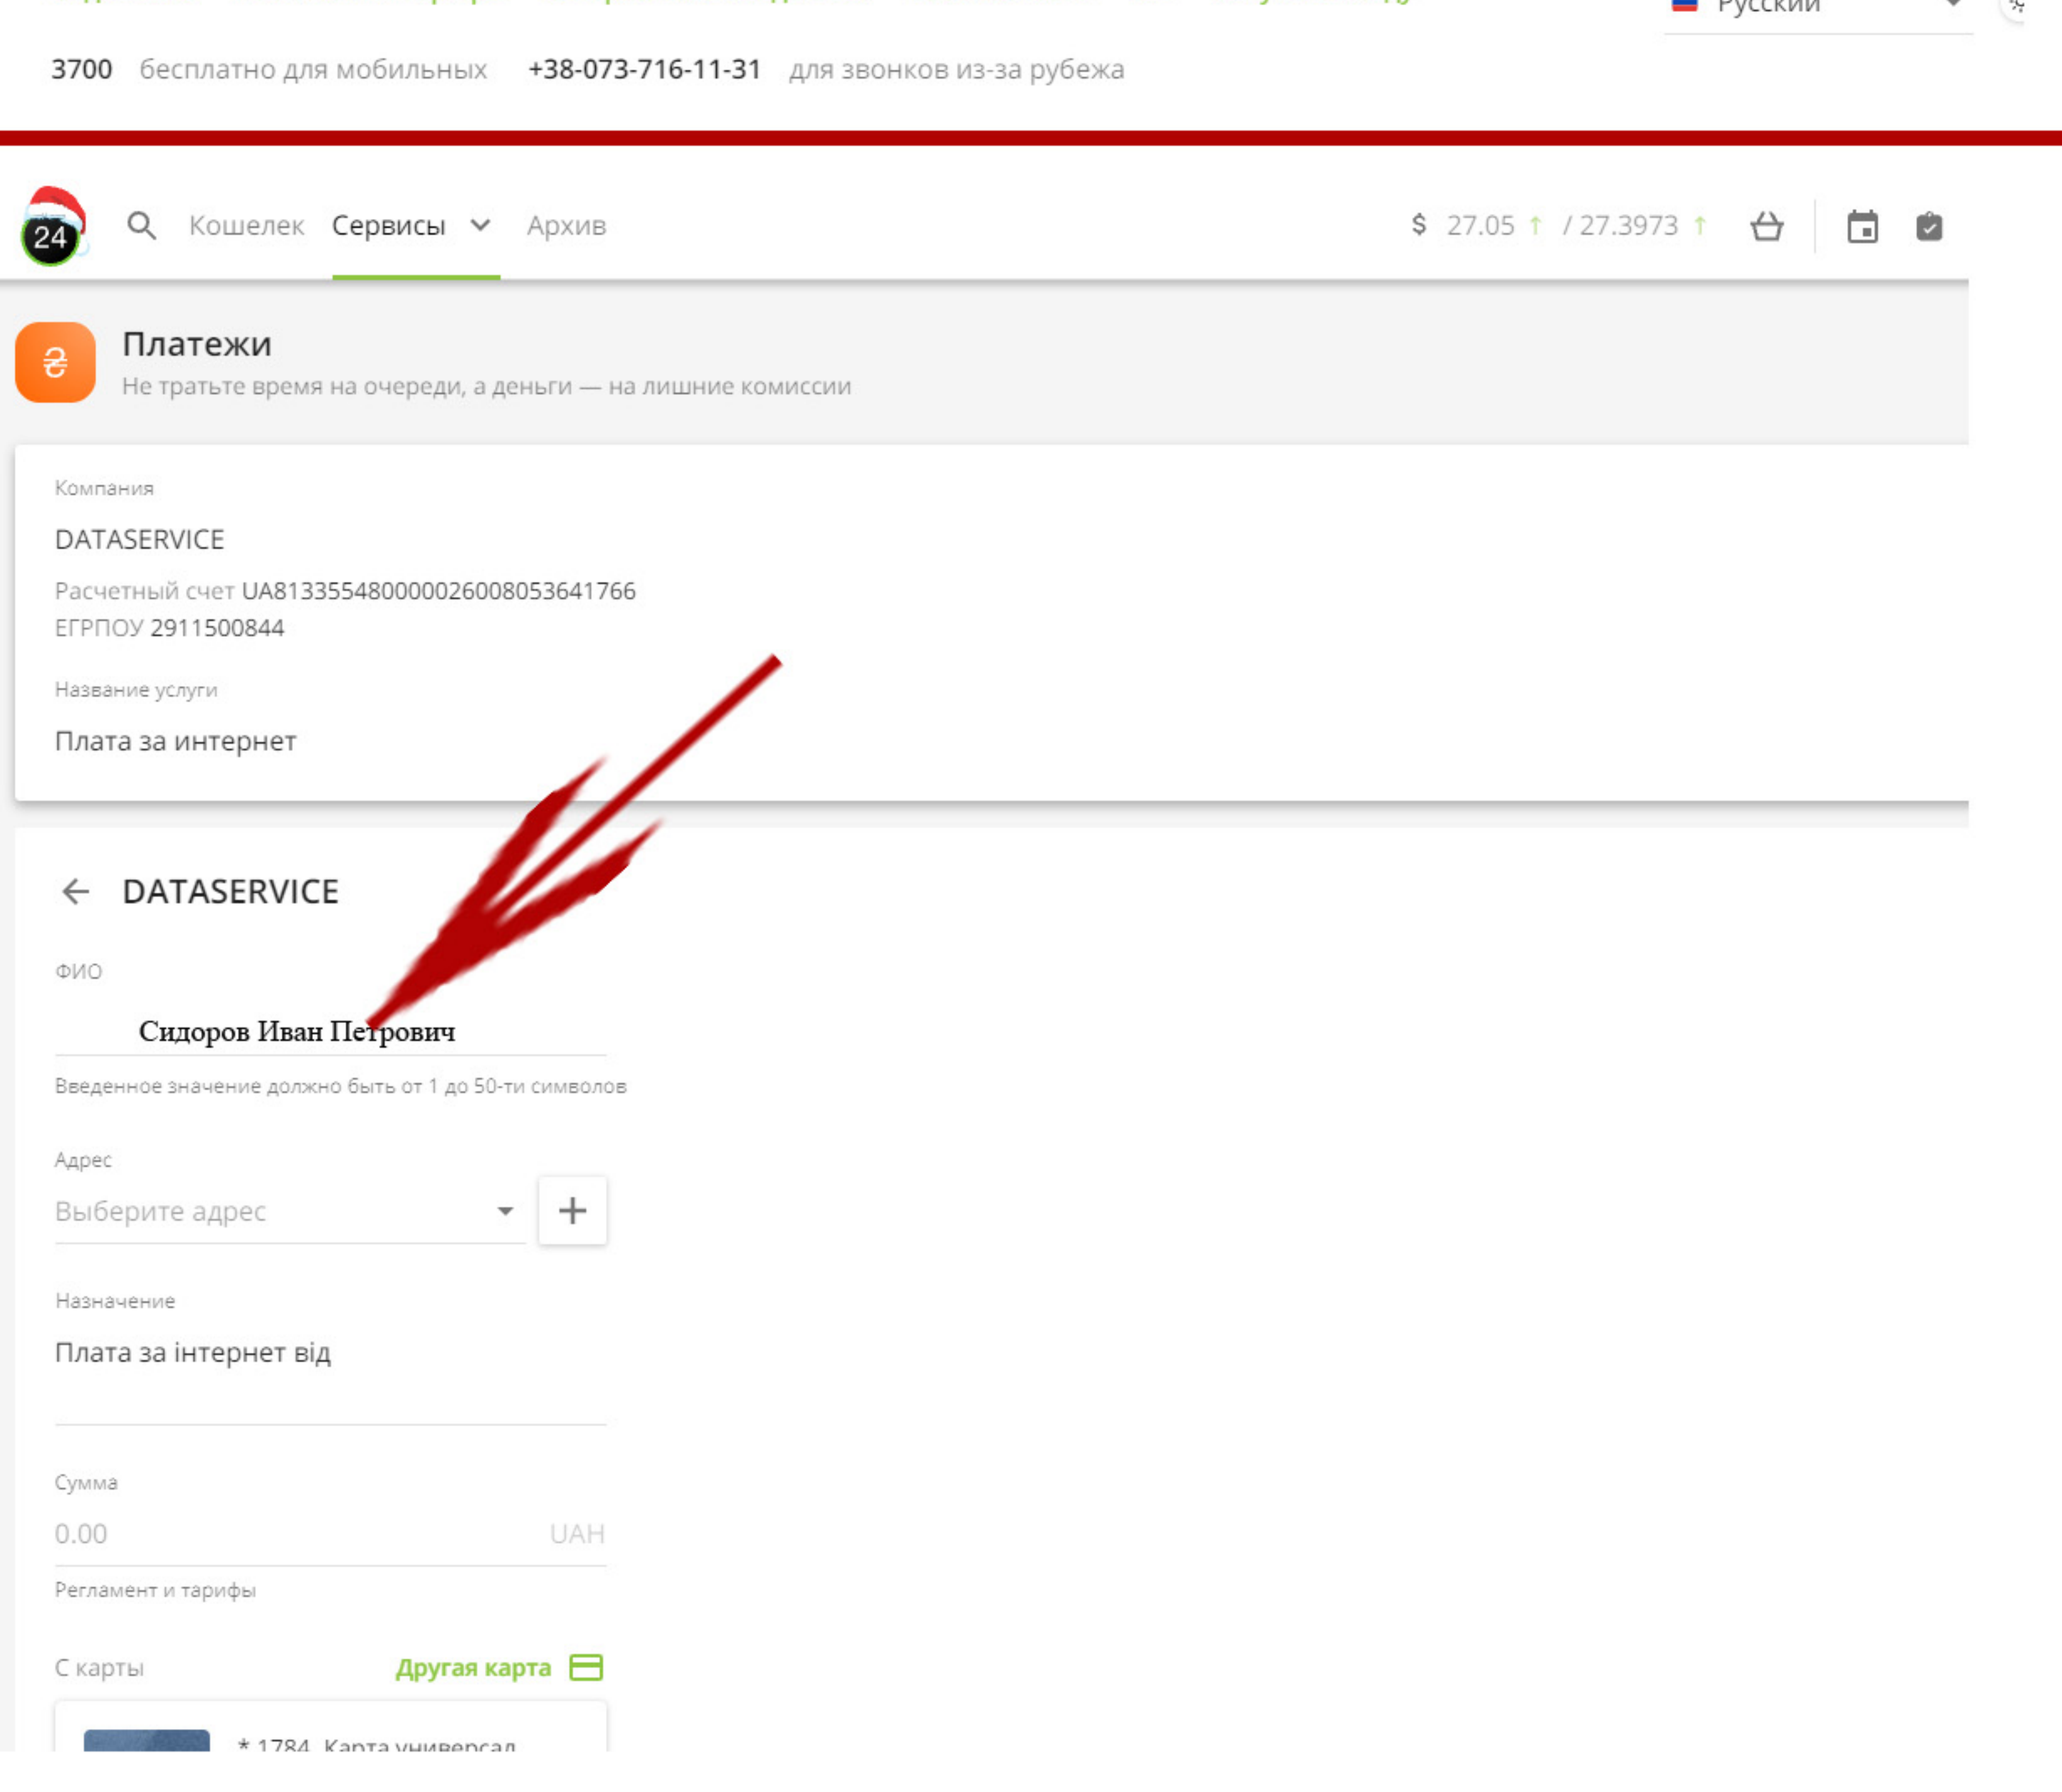 Русский
3700 бесплатно для мобильных +38-073-716-11-31 для звонков из-за рубежа
24 Кошелек Сервисы Архив $ 27.05 ↑ / 27.3973 ↑
Платежи
Не тратьте время на очереди, а деньги — на лишние комиссии
Компания
DATASERVICE
Расчетный счет UA813355480000026008053641766
ЕГРПОУ 2911500844
Название услуги
Плата за интернет
DATASERVICE
ФИО
Сидоров Иван Петрович
Введенное значение должно быть от 1 до 50-ти символов
Адрес
Выберите адрес
Назначение
Плата за інтернет від
Сумма
0.00 UAH
Регламент и тарифы
С карты Другая карта
* 1784, Карта универсал